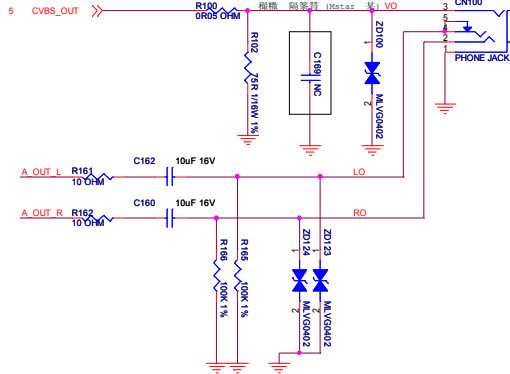 5 CVBS_OUT
R100
0R05 OHM
(Mstar
VO
3
CN100
5
4
2
1
PHONE JACK
R102
75R 1/16W 1%
C169
NC
ZD100
1
2
MLVG0402
A_OUT_L
R161
10 OHM
C162
10uF 16V
LO
A_OUT_R
R162
10 OHM
C160
10uF 16V
RO
R166
100K 1%
R165
100K 1%
ZD124
1
2
MLVG0402
ZD123
1
2
MLVG0402